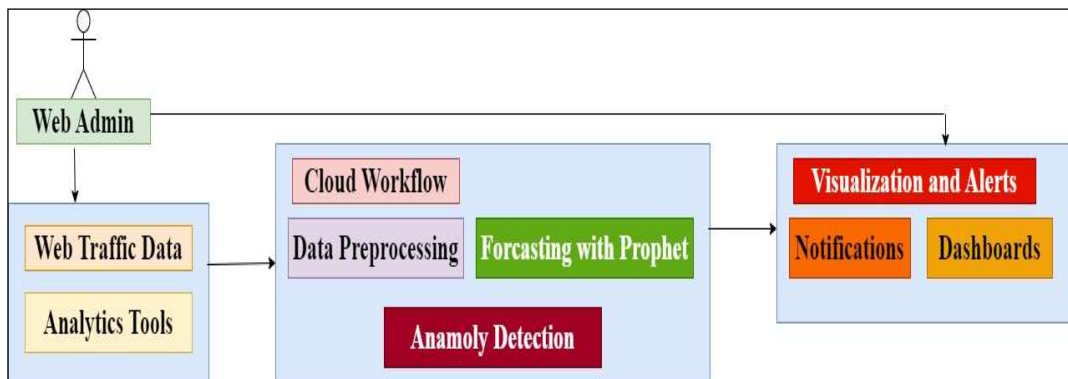 Web Admin
Web Traffic Data
Analytics Tools
Cloud Workflow
Data Preprocessing
Forcasting with Prophet
Anamoly Detection
Visualization and Alerts
Notifications
Dashboards